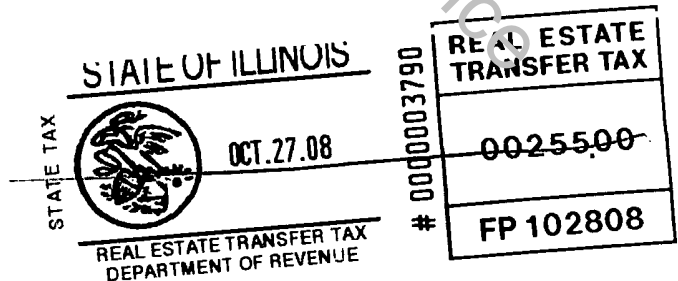 STATE OF ILLINOIS
STATE TAX
OCT.27.08
REAL ESTATE TRANSFER TAX
DEPARTMENT OF REVENUE
# 0000003790
REAL ESTATE
TRANSFER TAX
0025500
FP 102808